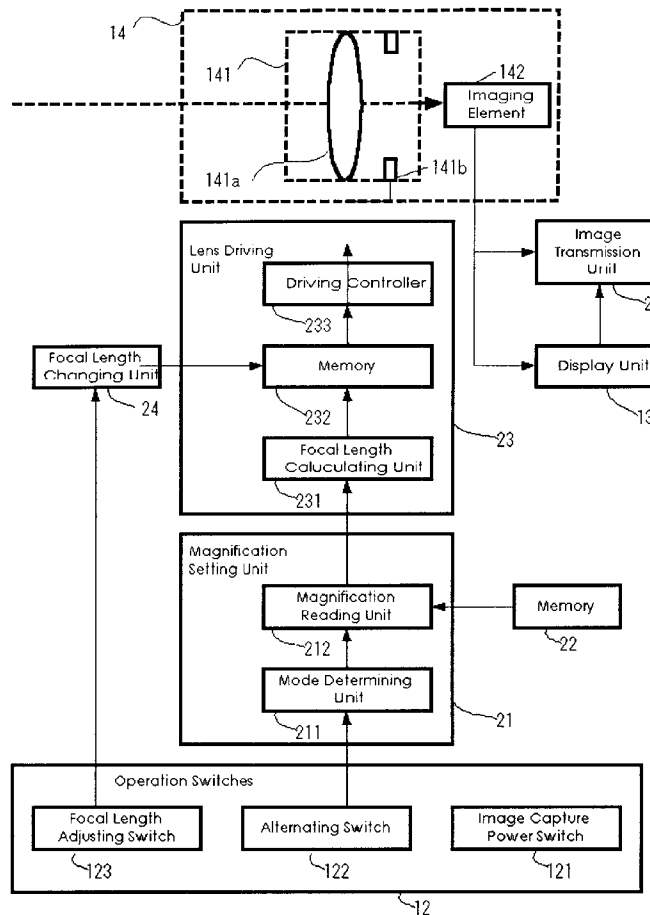 14
141
142
Imaging
Element
141a
141b
Lens Driving
Unit
Driving Controller
233
Image
Transmission
Unit
2
Focal Length
Changing Unit
24
Memory
232
Display Unit
13
23
Focal Length
Caluculating Unit
231
Magnification
Setting Unit
Magnification
Reading Unit
212
Memory
22
Mode Determining
Unit
211
21
Operation Switches
Focal Length
Adjusting Switch
123
Alternating Switch
122
Image Capture
Power Switch
121
12